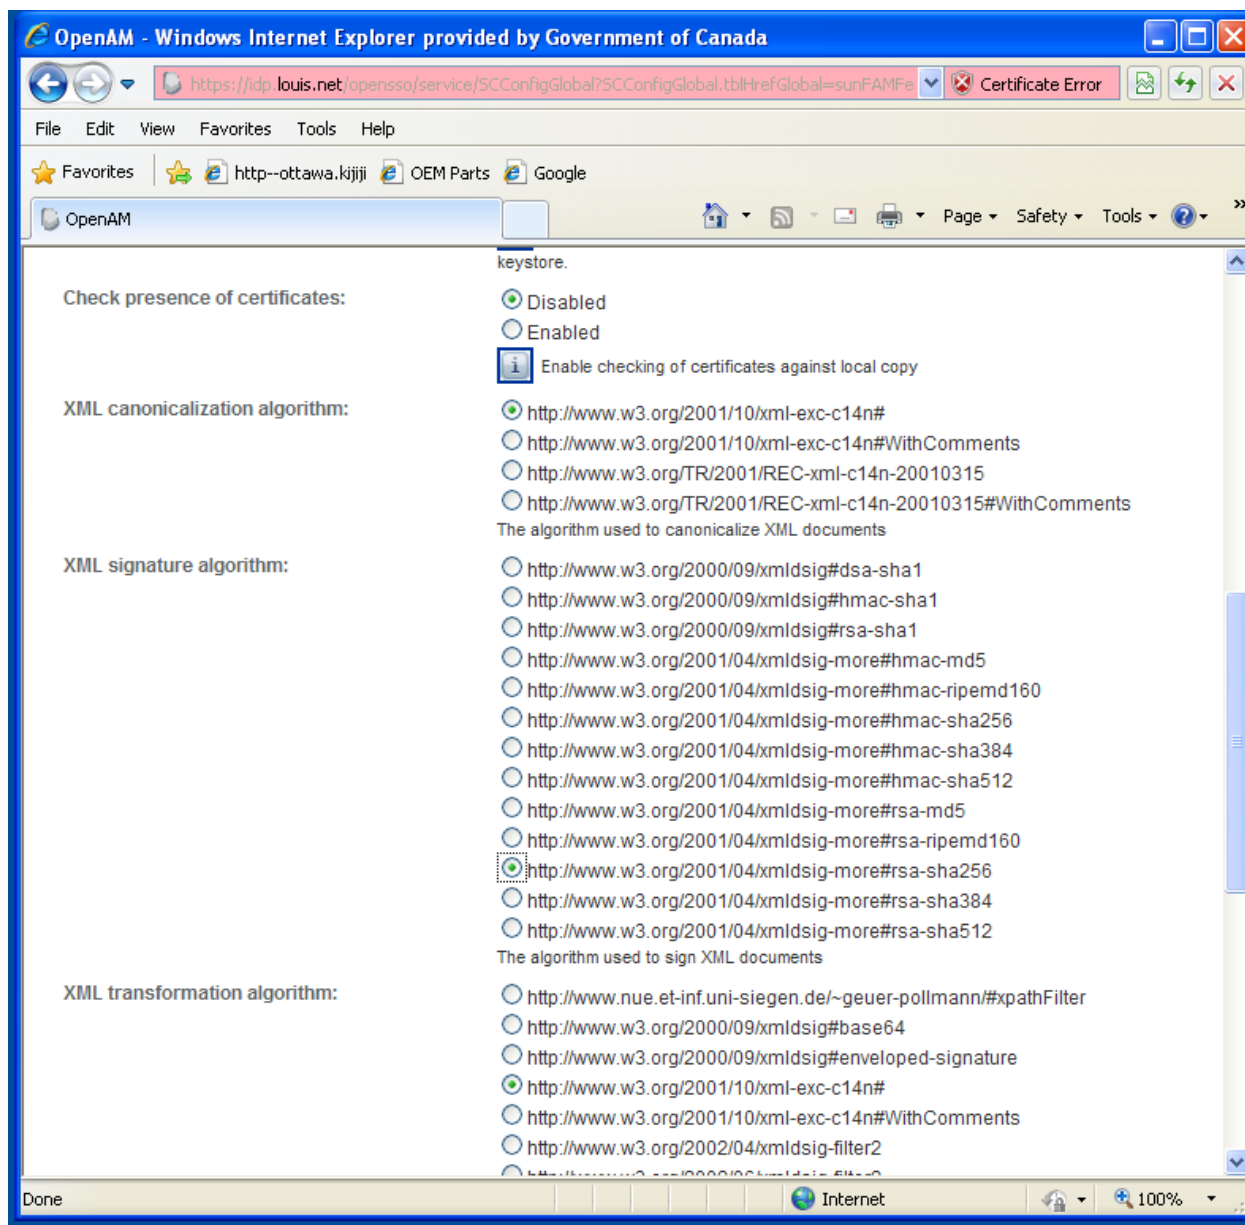 OpenAM - Windows Internet Explorer provided by Government of Canada
https://idp.louis.net/opensso/service/SCConfigGlobal?SCConfigGlobal.tblHrefGlobal=sunFAMFe Certificate Error
File Edit View Favorites Tools Help
Favorites http--ottawa.kijiji OEM Parts Google
OpenAM Page Safety Tools
keystore.
Check presence of certificates: Disabled
Enabled
Enable checking of certificates against local copy
XML canonicalization algorithm: http://www.w3.org/2001/10/xml-exc-c14n#
http://www.w3.org/2001/10/xml-exc-c14n#WithComments
http://www.w3.org/TR/2001/REC-xml-c14n-20010315
http://www.w3.org/TR/2001/REC-xml-c14n-20010315#WithComments
The algorithm used to canonicalize XML documents
XML signature algorithm: http://www.w3.org/2000/09/xmldsig#dsa-sha1
http://www.w3.org/2000/09/xmldsig#hmac-sha1
http://www.w3.org/2000/09/xmldsig#rsa-sha1
http://www.w3.org/2001/04/xmldsig-more#hmac-md5
http://www.w3.org/2001/04/xmldsig-more#hmac-ripemd160
http://www.w3.org/2001/04/xmldsig-more#hmac-sha256
http://www.w3.org/2001/04/xmldsig-more#hmac-sha384
http://www.w3.org/2001/04/xmldsig-more#hmac-sha512
http://www.w3.org/2001/04/xmldsig-more#rsa-md5
http://www.w3.org/2001/04/xmldsig-more#rsa-ripemd160
http://www.w3.org/2001/04/xmldsig-more#rsa-sha256
http://www.w3.org/2001/04/xmldsig-more#rsa-sha384
http://www.w3.org/2001/04/xmldsig-more#rsa-sha512
The algorithm used to sign XML documents
XML transformation algorithm: http://www.nue.et-inf.uni-siegen.de/~geuer-pollmann/#xpathFilter
http://www.w3.org/2000/09/xmldsig#base64
http://www.w3.org/2000/09/xmldsig#enveloped-signature
http://www.w3.org/2001/10/xml-exc-c14n#
http://www.w3.org/2001/10/xml-exc-c14n#WithComments
http://www.w3.org/2002/04/xmldsig-filter2
Done Internet 100%